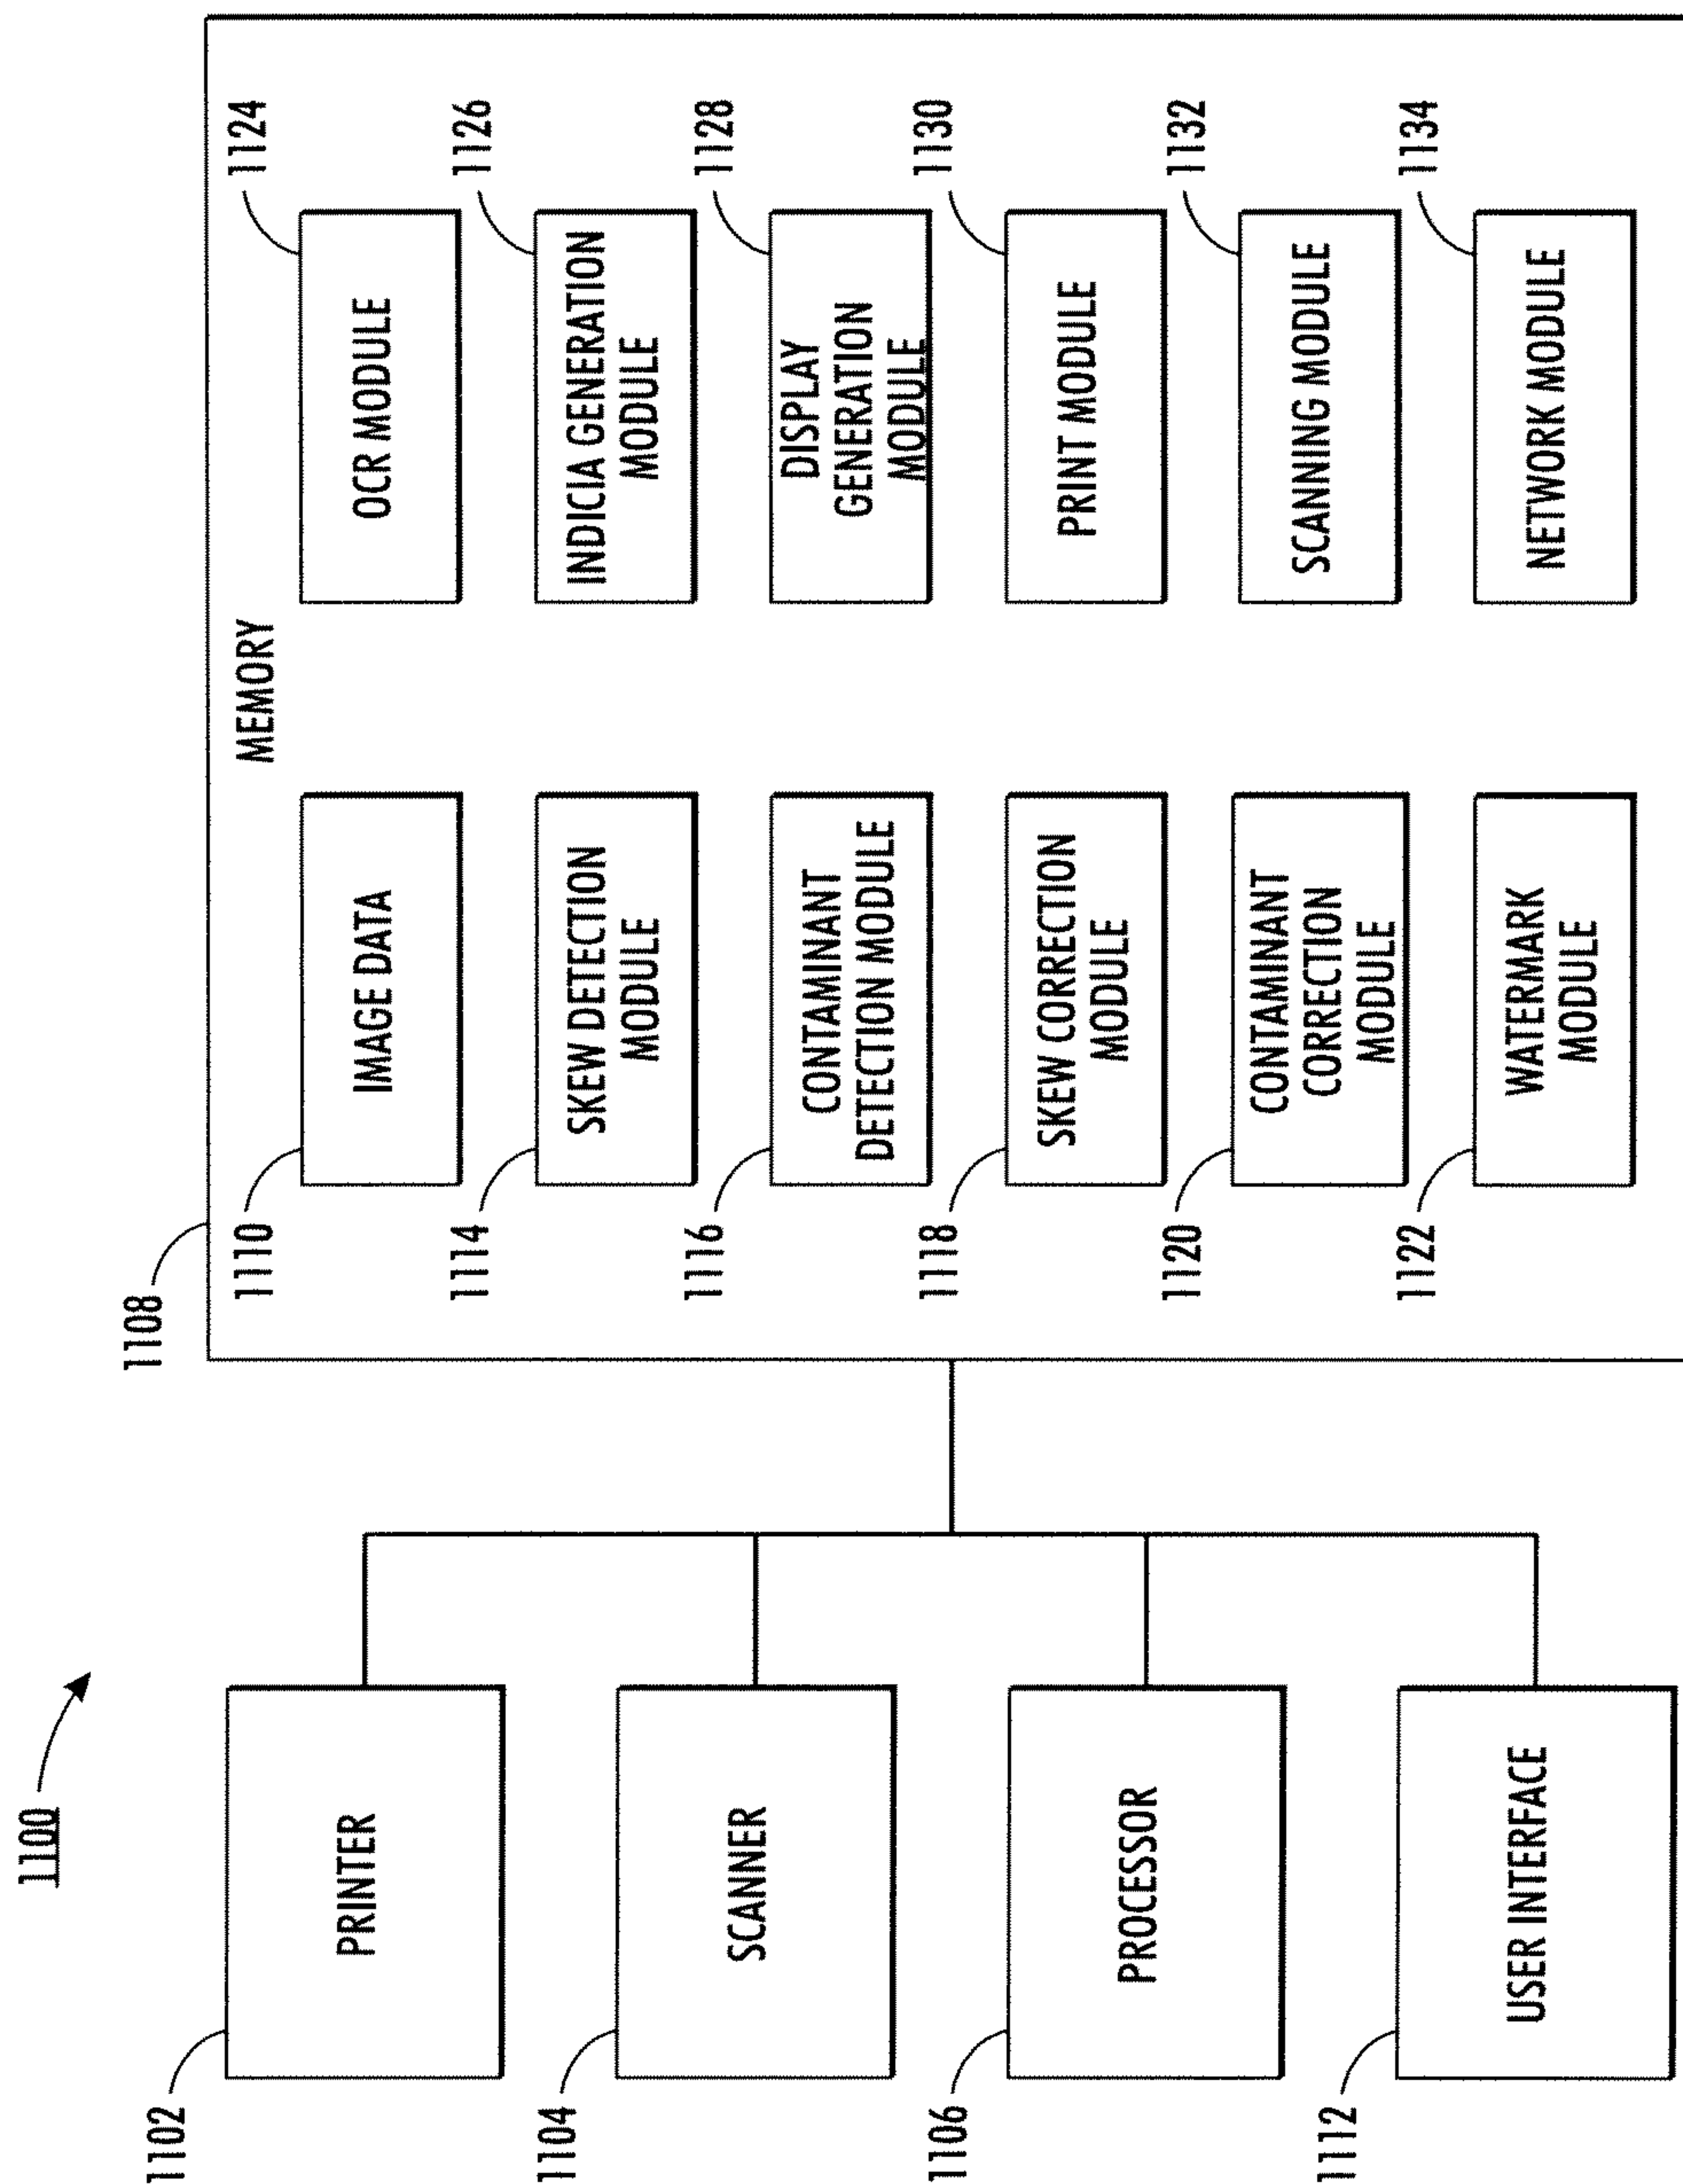 1100
1102
PRINTER
1104
SCANNER
1106
PROCESSOR
1112
USER INTERFACE
1108
MEMORY
1110
IMAGE DATA
1114
SKEW DETECTION
MODULE
1116
CONTAMINANT
DETECTION MODULE
1118
SKEW CORRECTION
MODULE
1120
CONTAMINANT
CORRECTION
MODULE
1122
WATERMARK
MODULE
1124
OCR MODULE
1126
INDICIA GENERATION
MODULE
1128
DISPLAY
GENERATION
MODULE
1130
PRINT MODULE
1132
SCANNING MODULE
1134
NETWORK MODULE